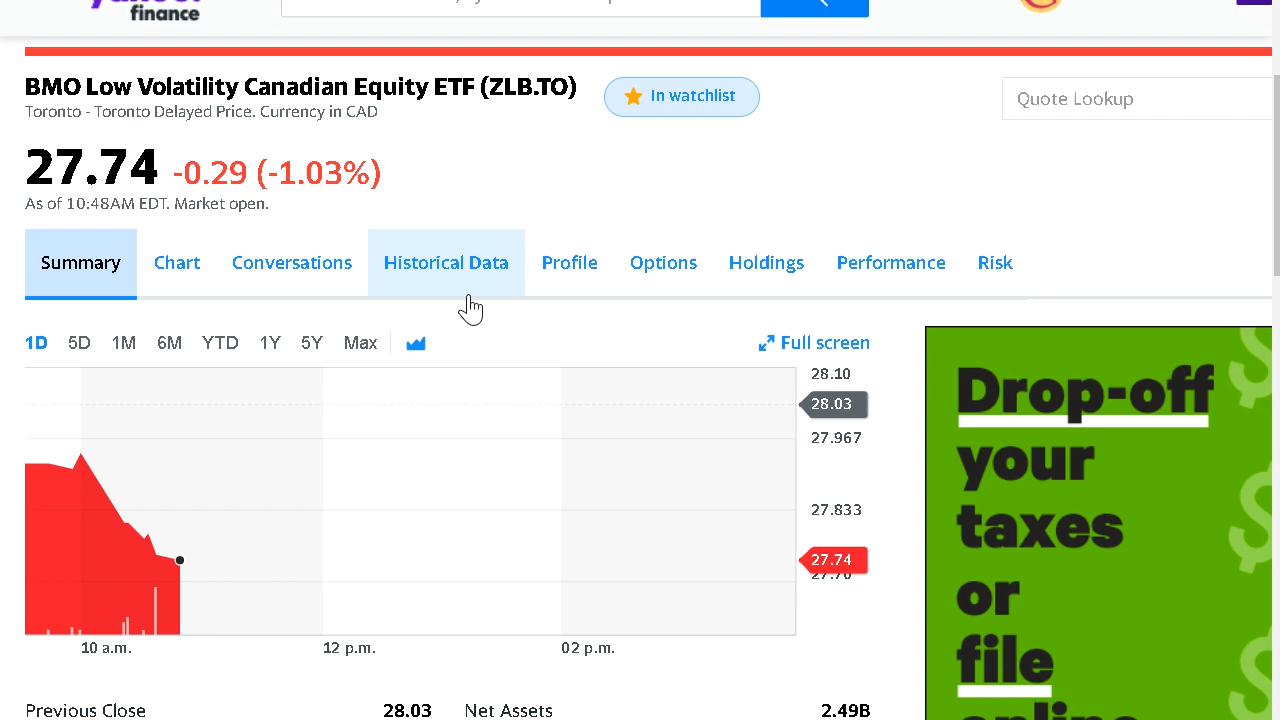 finance
BMO Low Volatility Canadian Equity ETF (ZLB.TO)
In watchlist
Quote Lookup
Toronto - Toronto Delayed Price. Currency in CAD
27.74 -0.29 (-1.03%)
As of 10:48AM EDT. Market open.
Summary Chart Conversations Historical Data Profile Options Holdings Performance Risk
1D 5D 1M 6M YTD 1Y 5Y Max
Full screen
28.10
28.03
27.967
27.833
27.74
27.70
10 a.m. 12 p.m. 02 p.m.
Previous Close 28.03 Net Assets 2.49B
Drop-off
your
taxes
or
file
online